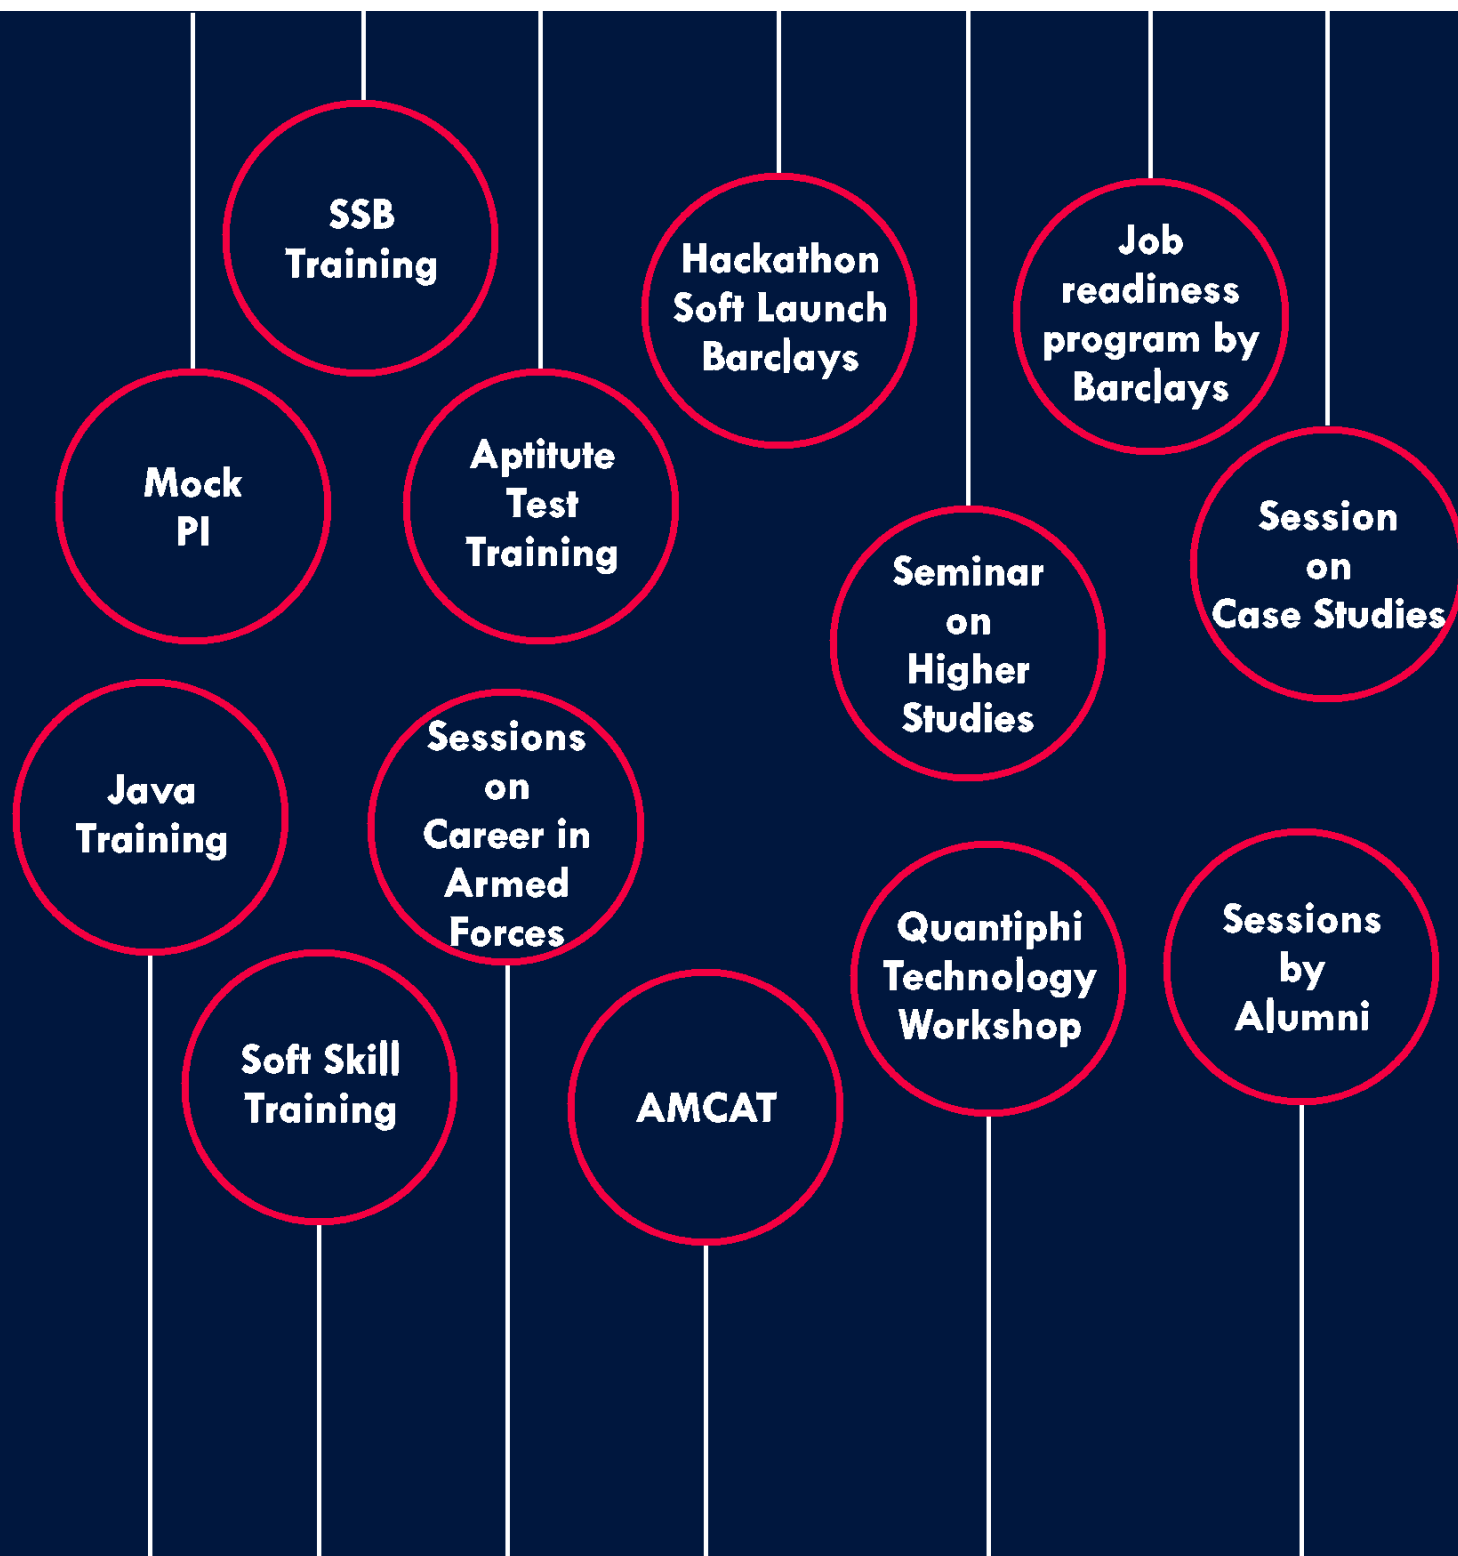 SSB
Training
Hackathon
Soft Launch
Barclays
Job
readiness
program by
Barclays
Mock
PI
Aptitute
Test
Training
Seminar
on
Higher
Studies
Session
on
Case Studies
Java
Training
Sessions
on
Career in
Armed
Forces
Soft Skill
Training
AMCAT
Quantiphi
Technology
Workshop
Sessions
by
Alumni